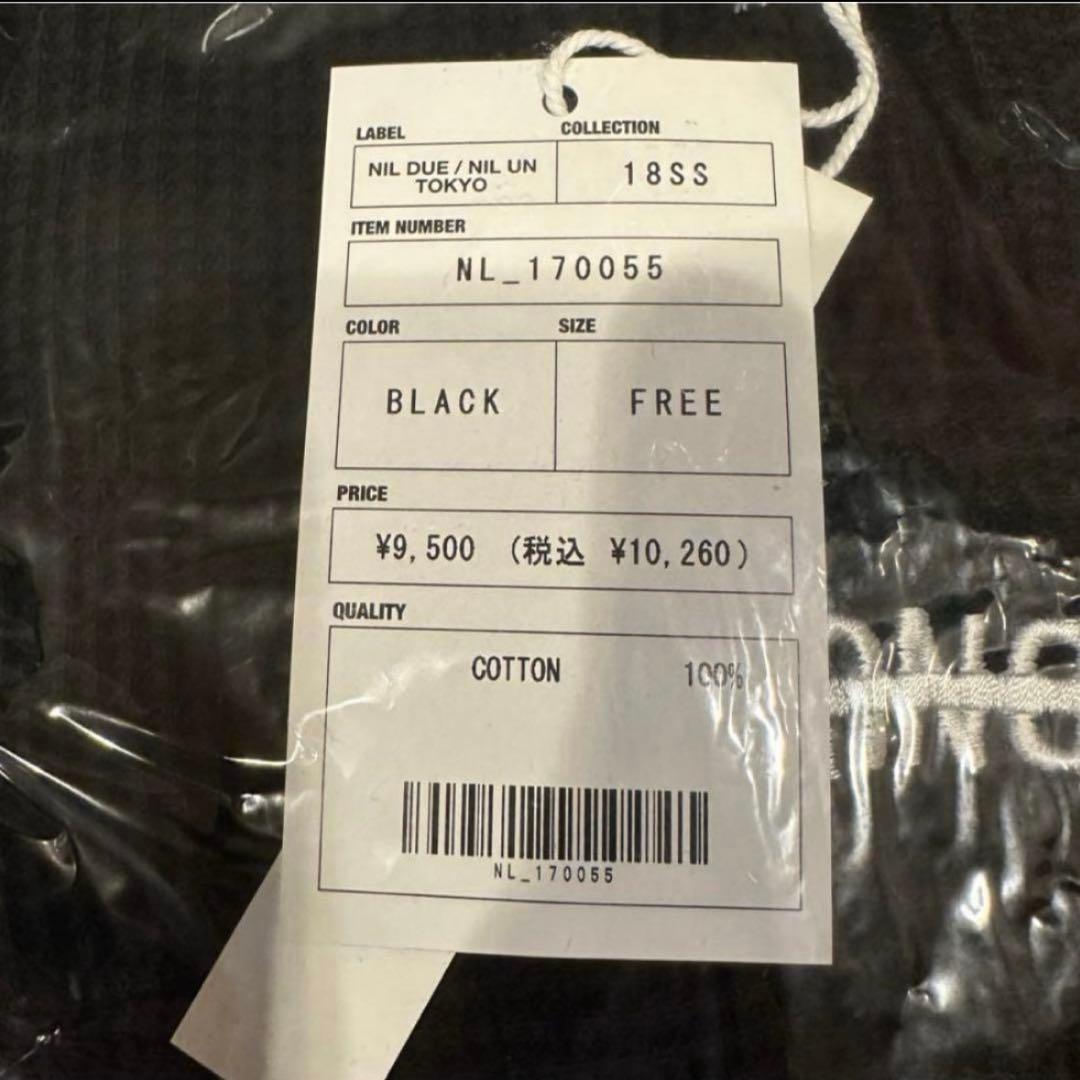 LABEL
COLLECTION
NIL DUE / NIL UN
TOKYO
18SS
ITEM NUMBER
NL_170055
COLOR
SIZE
BLACK
FREE
PRICE
¥9,500 (税込 ¥10,260)
QUALITY
COTTON 100%
NL_170055